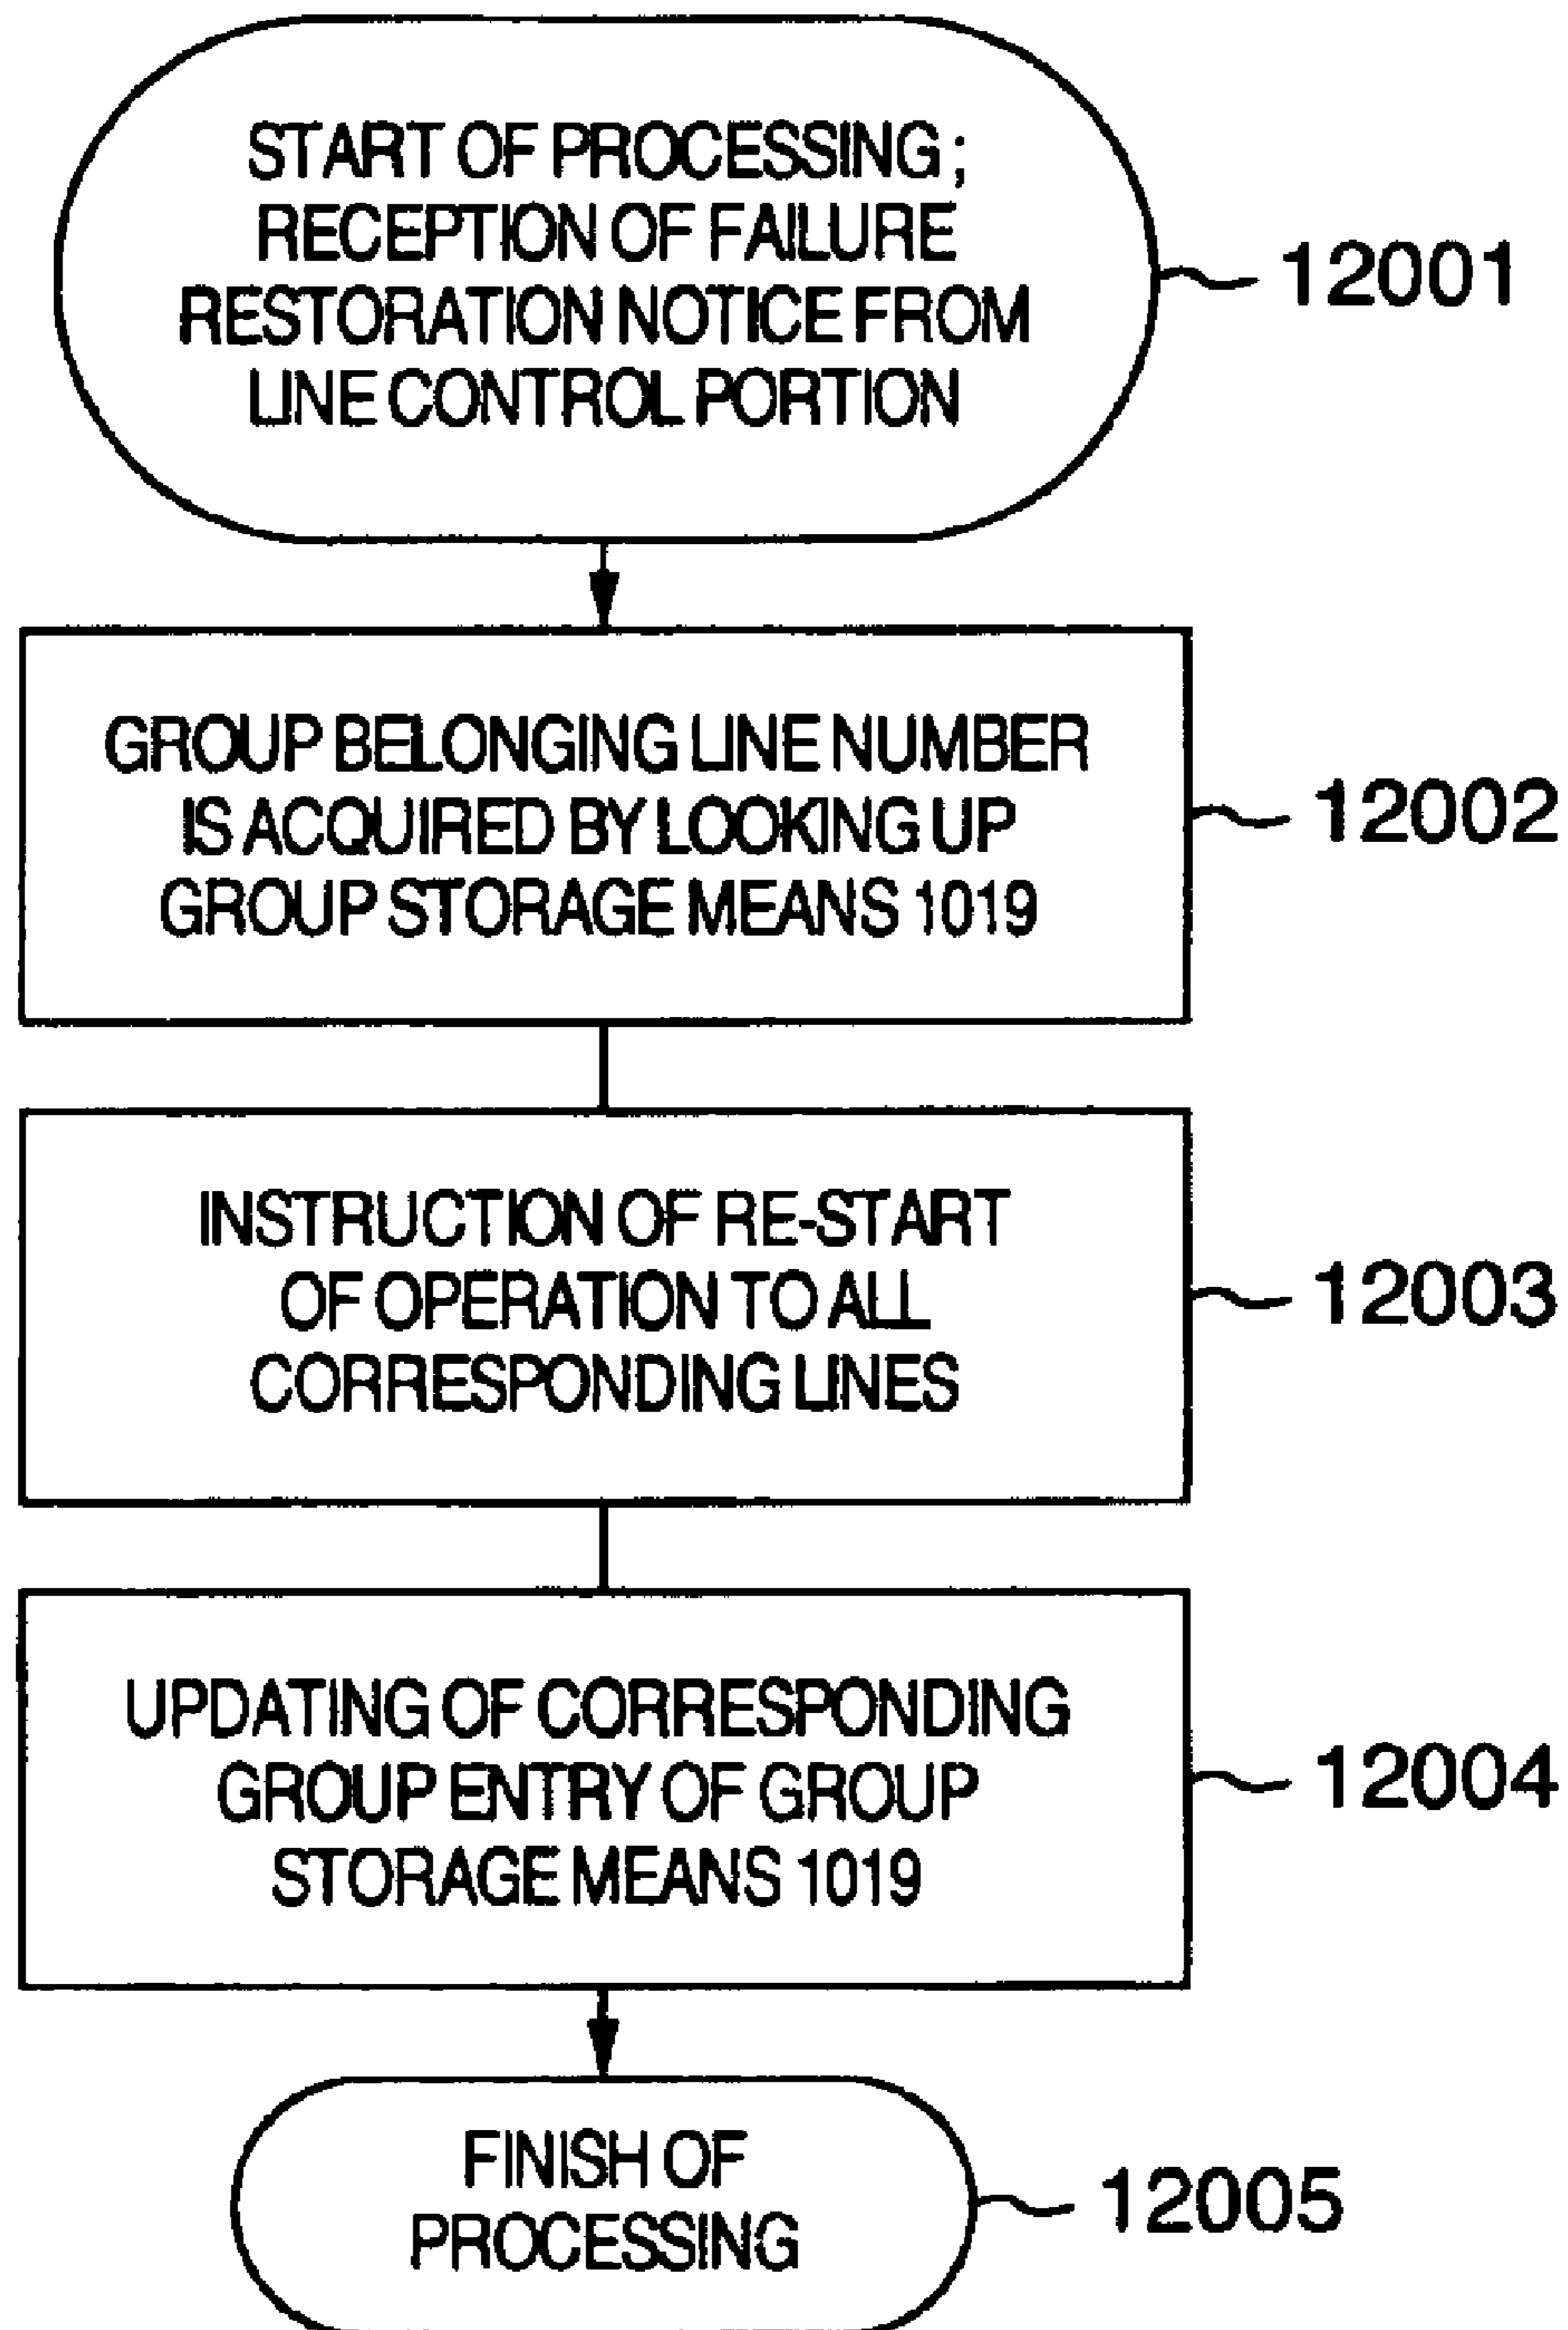 START OF PROCESSING ;
RECEPTION OF FAILURE
RESTORATION NOTICE FROM
LINE CONTROL PORTION
12001
GROUP BELONGING LINE NUMBER
IS ACQUIRED BY LOOKING UP
GROUP STORAGE MEANS 1019
12002
INSTRUCTION OF RE-START
OF OPERATION TO ALL
CORRESPONDING LINES
12003
UPDATING OF CORRESPONDING
GROUP ENTRY OF GROUP
STORAGE MEANS 1019
12004
FINISH OF
PROCESSING
12005